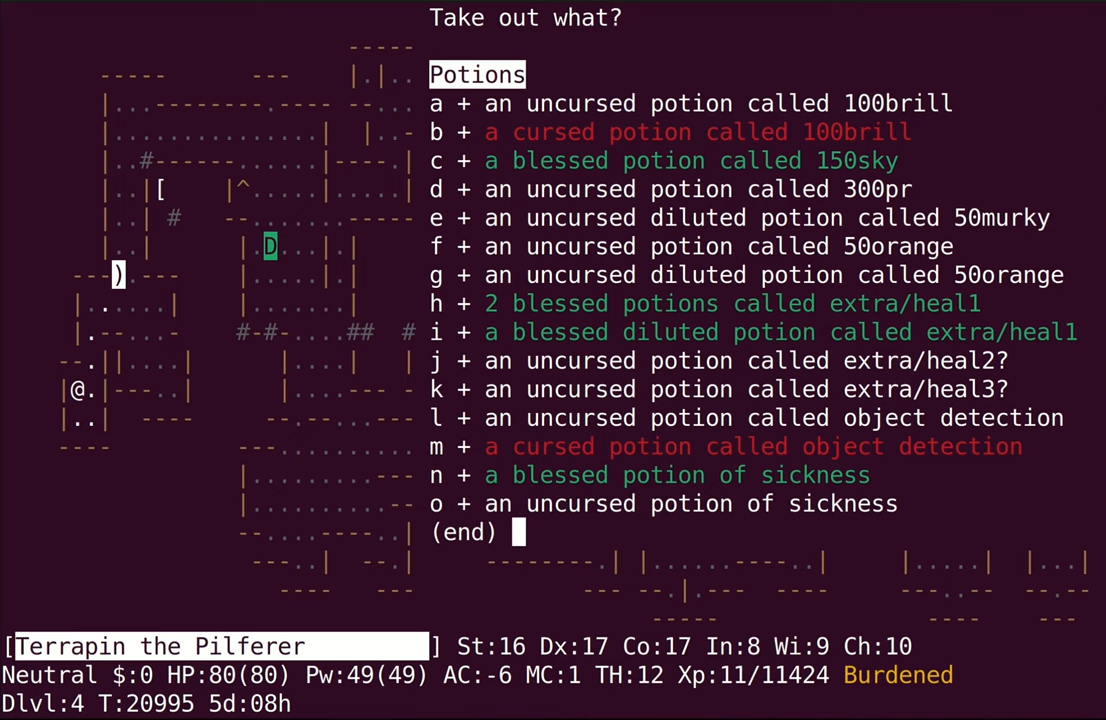 Take out what?
Potions
a + an uncursed potion called 100brill
b + a cursed potion called 100brill
c + a blessed potion called 150sky
d + an uncursed potion called 300pr
e + an uncursed diluted potion called 50murky
f + an uncursed potion called 50orange
g + an uncursed diluted potion called 50orange
h + 2 blessed potions called extra/heal1
i + a blessed diluted potion called extra/heal1
j + an uncursed potion called extra/heal2?
k + an uncursed potion called extra/heal3?
l + an uncursed potion called object detection
m + a cursed potion called object detection
n + a blessed potion of sickness
o + an uncursed potion of sickness
(end)
D
@
[Terrapin the Pilferer ] St:16 Dx:17 Co:17 In:8 Wi:9 Ch:10
Neutral $:0 HP:80(80) Pw:49(49) AC:-6 MC:1 TH:12 Xp:11/11424 Burdened
Dlvl:4 T:20995 5d:08h